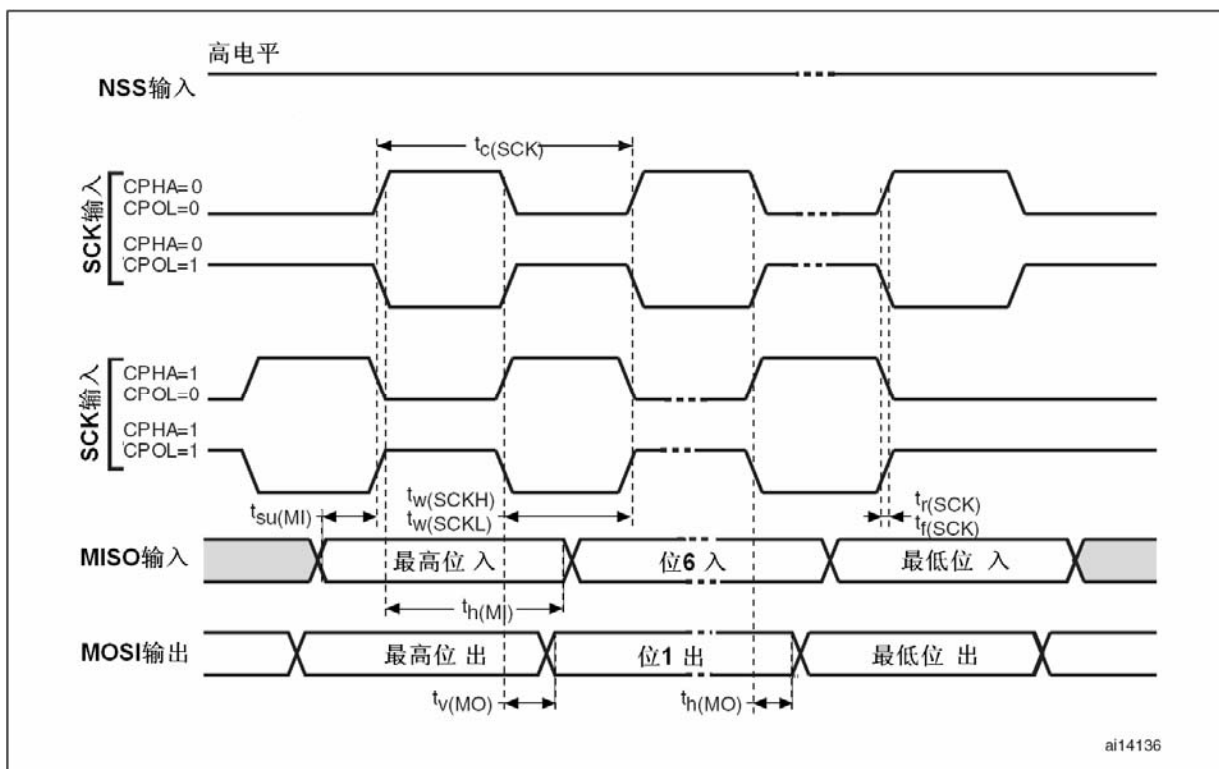 高电平
NSS输入
tc(SCK)
SCK输入
CPHA=0
CPOL=0
CPHA=0
CPOL=1
SCK输入
CPHA=1
CPOL=0
CPHA=1
CPOL=1
tsu(MI)
tw(SCKH)
tw(SCKL)
tr(SCK)
tf(SCK)
MISO输入
最高位 入
位6 入
最低位 入
th(MI)
MOSI输出
最高位 出
位1 出
最低位 出
tv(MO)
th(MO)
ai14136